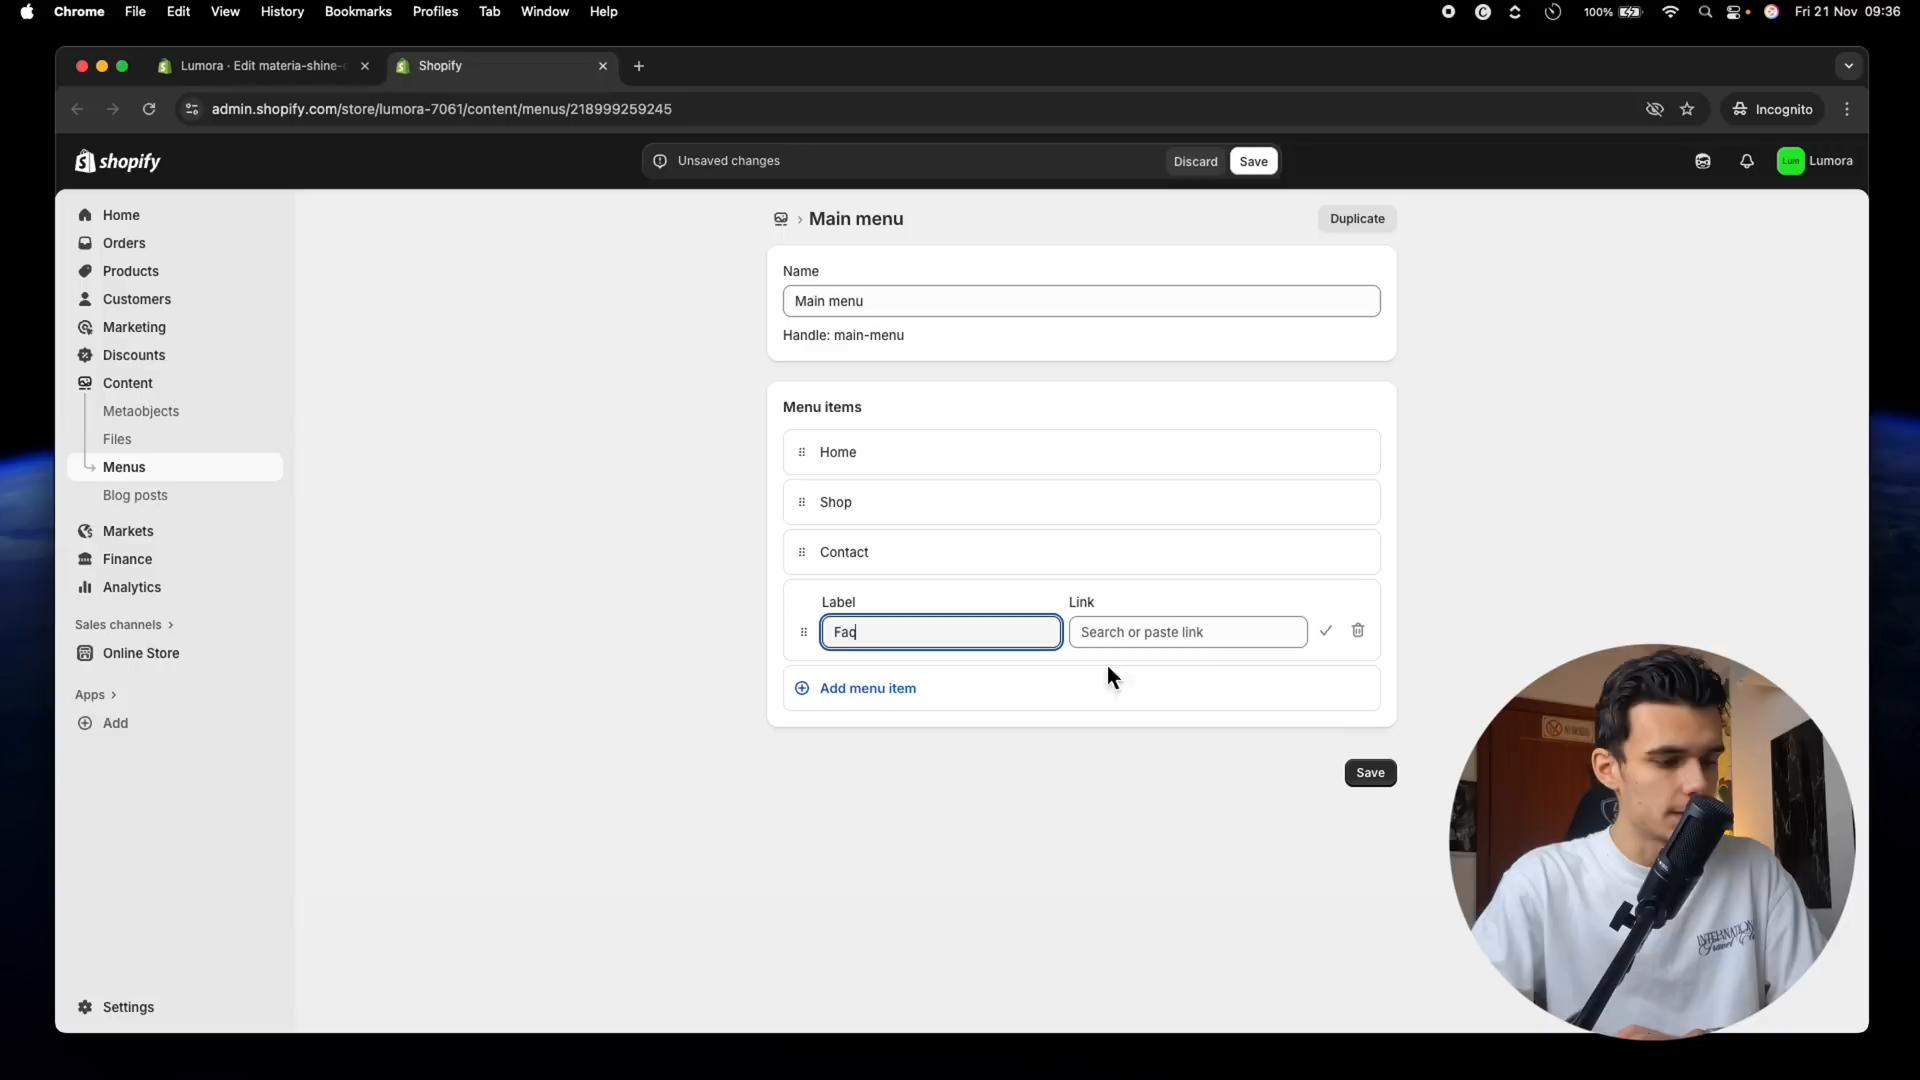 Chrome File Edit View History Bookmarks Profiles Tab Window Help
100% Fri 21 Nov 09:36
Lumora · Edit materia-shine-
Shopify
admin.shopify.com/store/lumora-7061/content/menus/218999259245
Incognito
shopify
Unsaved changes
Discard
Save
Lum
Lumora
Home
Orders
Products
Customers
Marketing
Discounts
Content
Metaobjects
Files
Menus
Blog posts
Markets
Finance
Analytics
Sales channels
Online Store
Apps
Add
Settings
Main menu
Duplicate
Name
Main menu
Handle: main-menu
Menu items
Home
Shop
Contact
Label Link
Faq Search or paste link
Add menu item
Save
INTERNATIONAL